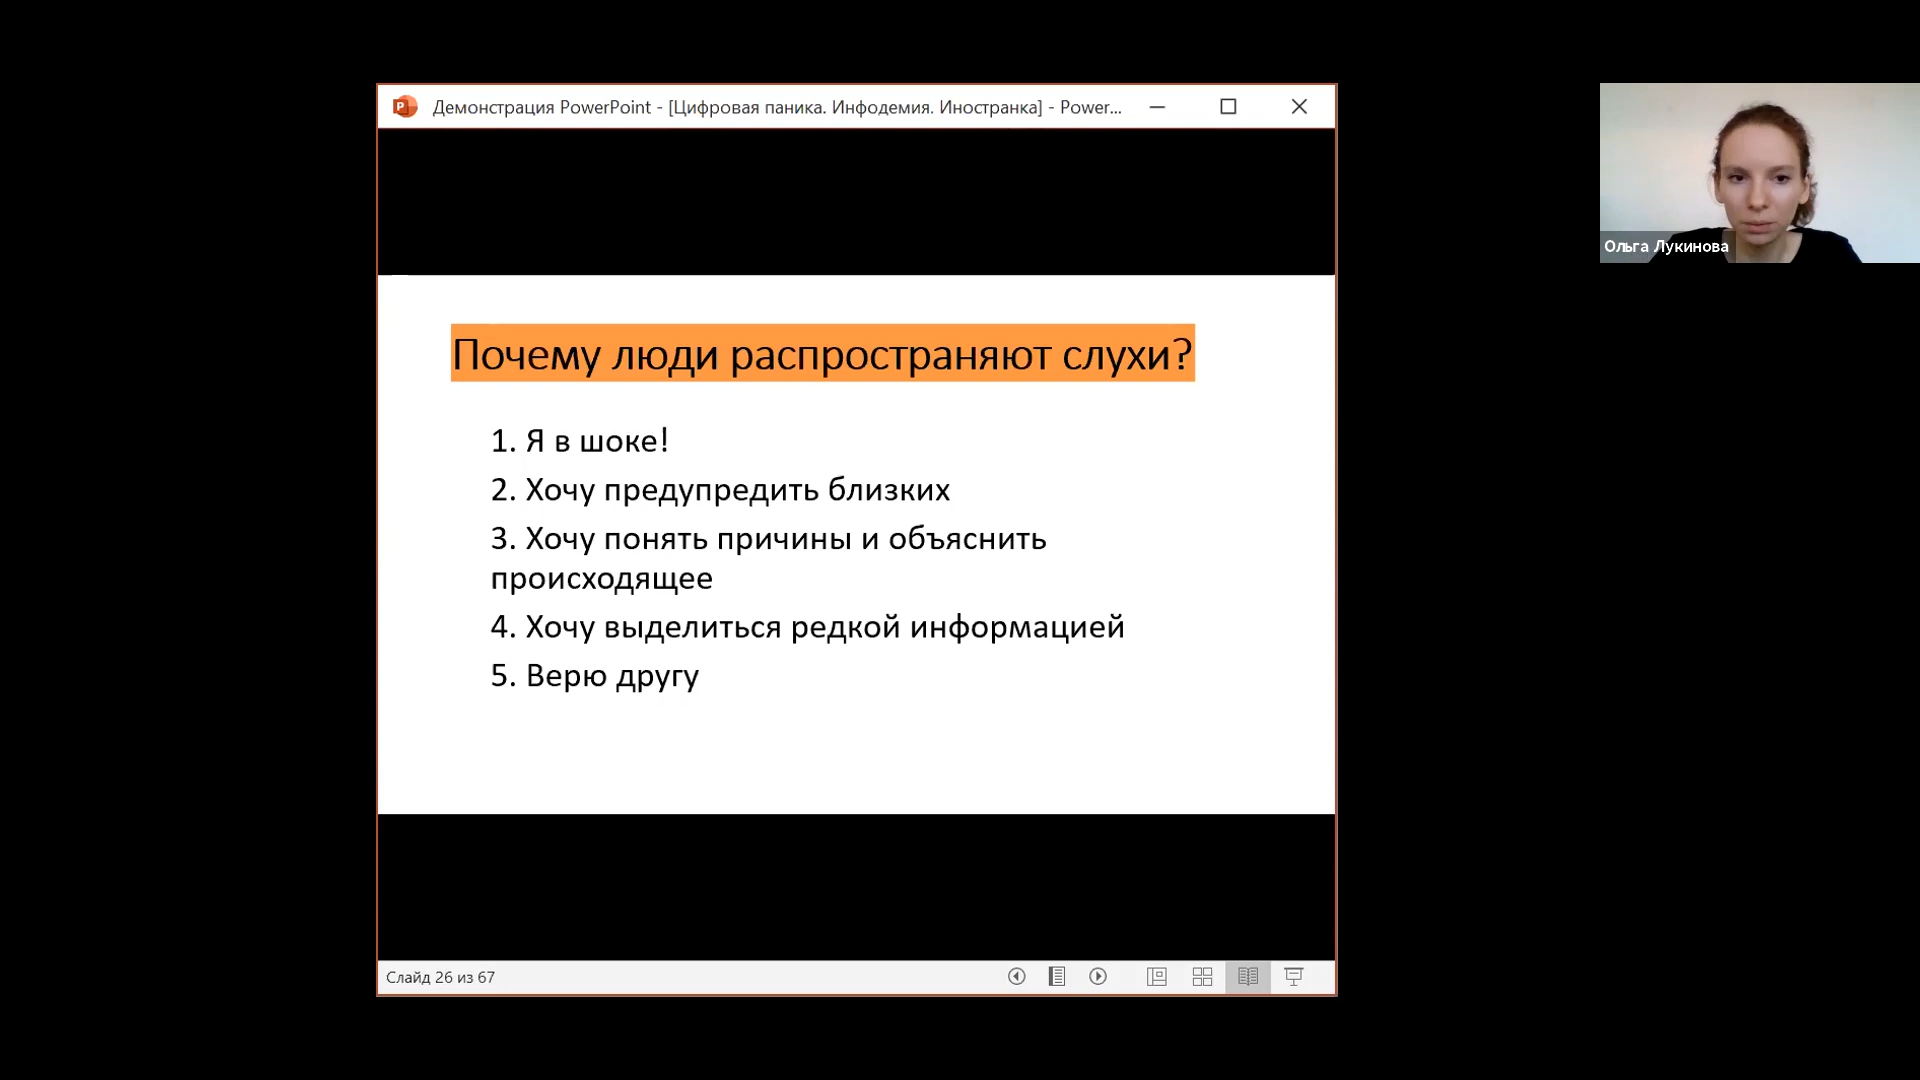 Демонстрация PowerPoint - [Цифровая паника. Инфодемия. Иностранка] - Power...
Ольга Лукинова
Почему люди распространяют слухи?
1. Я в шоке!
2. Хочу предупредить близких
3. Хочу понять причины и объяснить
происходящее
4. Хочу выделиться редкой информацией
5. Верю другу
Слайд 26 из 67